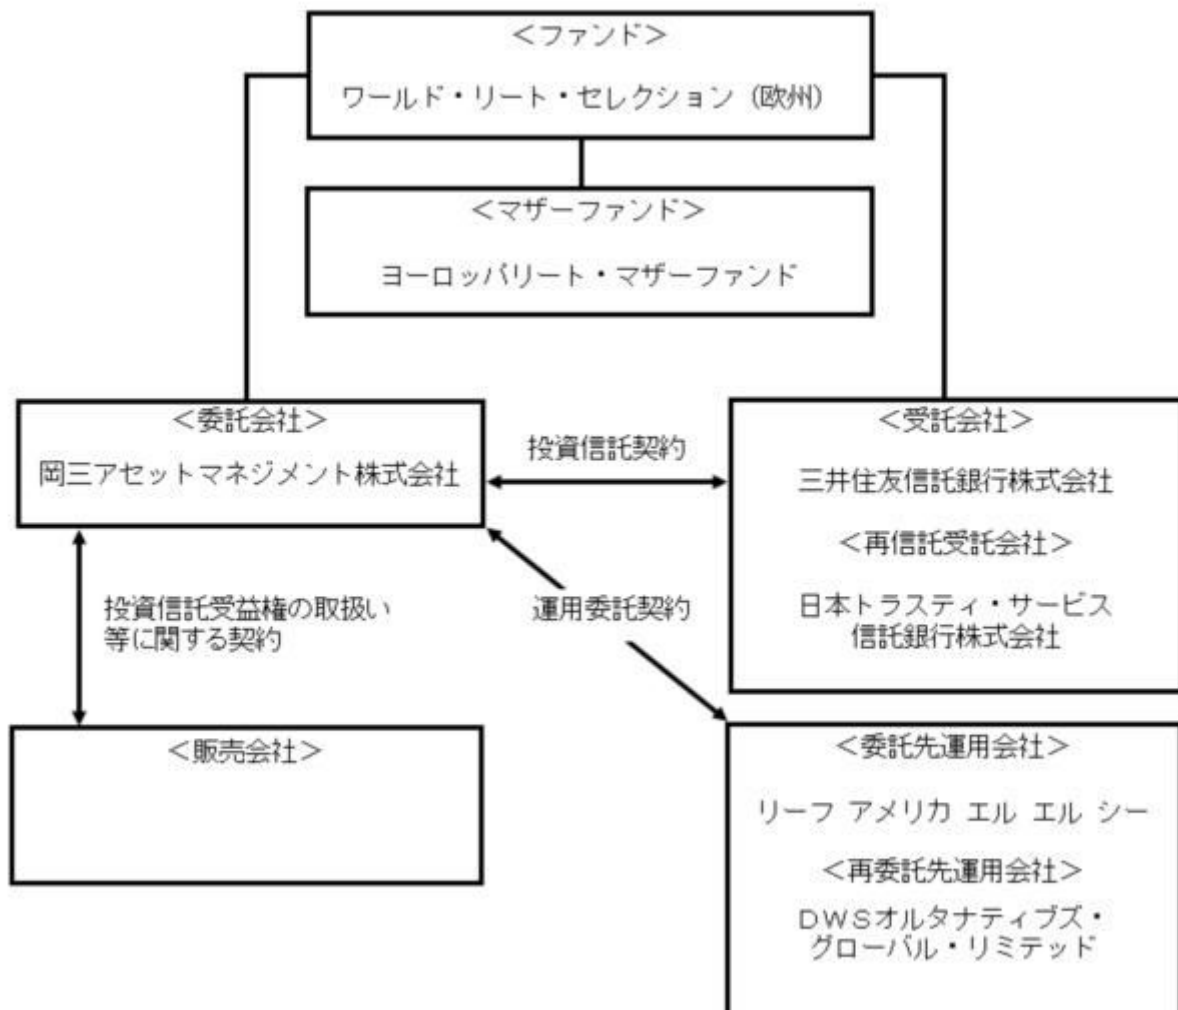 ＜ファンド＞
ワールド・リート・セレクション（欧州）
＜マザーファンド＞
ヨーロッパリート・マザーファンド
＜委託会社＞
岡三アセットマネジメント株式会社
投資信託契約
＜受託会社＞
三井住友信託銀行株式会社
＜再信託受託会社＞
日本トラスティ・サービス
信託銀行株式会社
投資信託受益権の取扱い
等に関する契約
運用委託契約
＜販売会社＞
＜委託先運用会社＞
リーフ アメリカ エル エル シー
＜再委託先運用会社＞
ＤＷＳオルタナティブズ・
グローバル・リミテッド